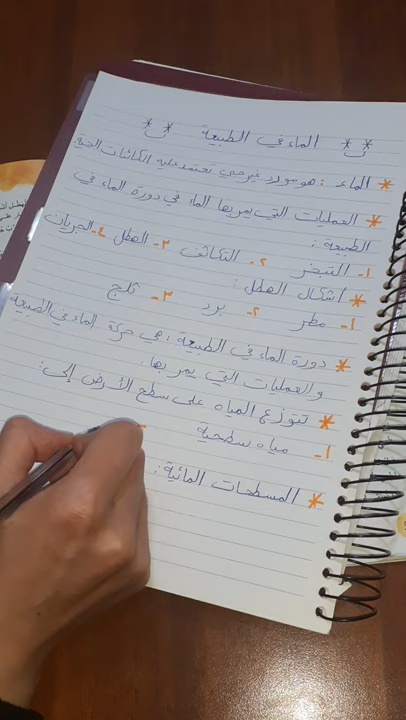 الماء في الطبيعة
* الماء : هو مورد غير حي تعتمد عليه الكائنات الحية.
* العمليات التي يمر بها الماء في دورة الماء في
الطبيعة :
١- التبخر ٢- التكاثف ٣- الهطل ٤- الجريان
* أشكال الهطل :
١- مطر ٢- برد ٣- ثلج
* دورة الماء في الطبيعة : هي حركة الماء في الطبيعة
والعمليات التي يمر بها.
* تتوزع المياه على سطح الأرض إلى:
١- مياه سطحية
* المسطحات المائية :